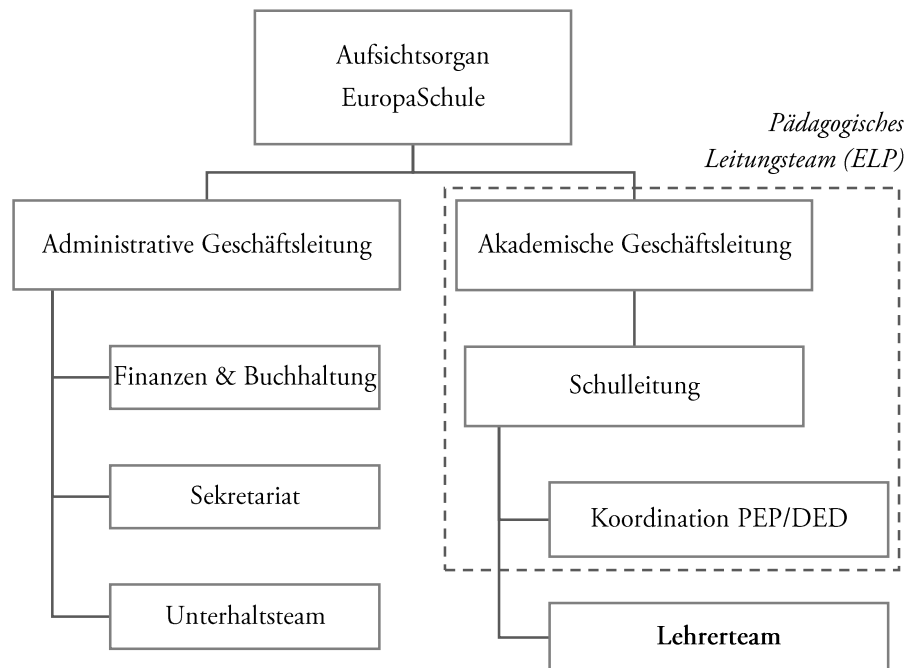 Aufsichtsorgan
EuropaSchule
Pädagogisches
Leitungsteam (ELP)
Administrative Geschäftsleitung
Akademische Geschäftsleitung
Finanzen & Buchhaltung
Schulleitung
Sekretariat
Koordination PEP/DED
Unterhaltsteam
Lehrerteam